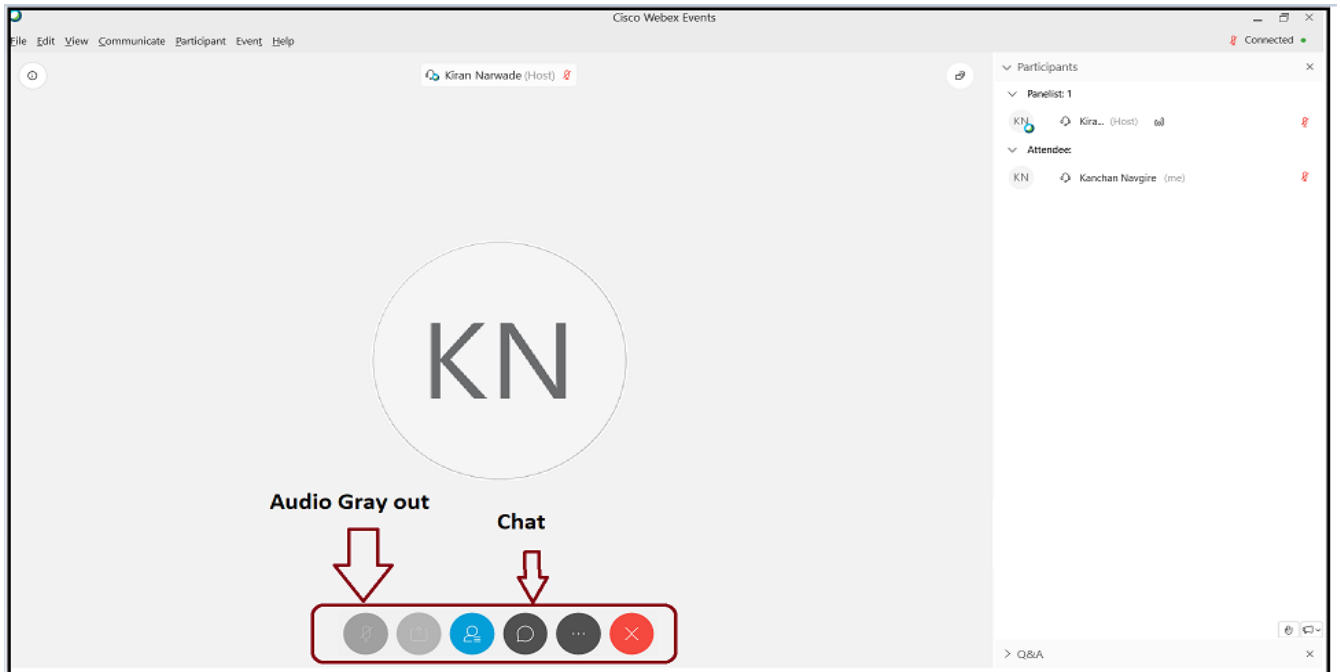 Cisco Webex Events
File Edit View Communicate Participant Event Help
Connected
Kiran Narwade (Host)
Participants
Panelist: 1
KN Kira... (Host)
Attendee:
KN Kanchan Navgire (me)
KN
Audio Gray out
Chat
Q&A